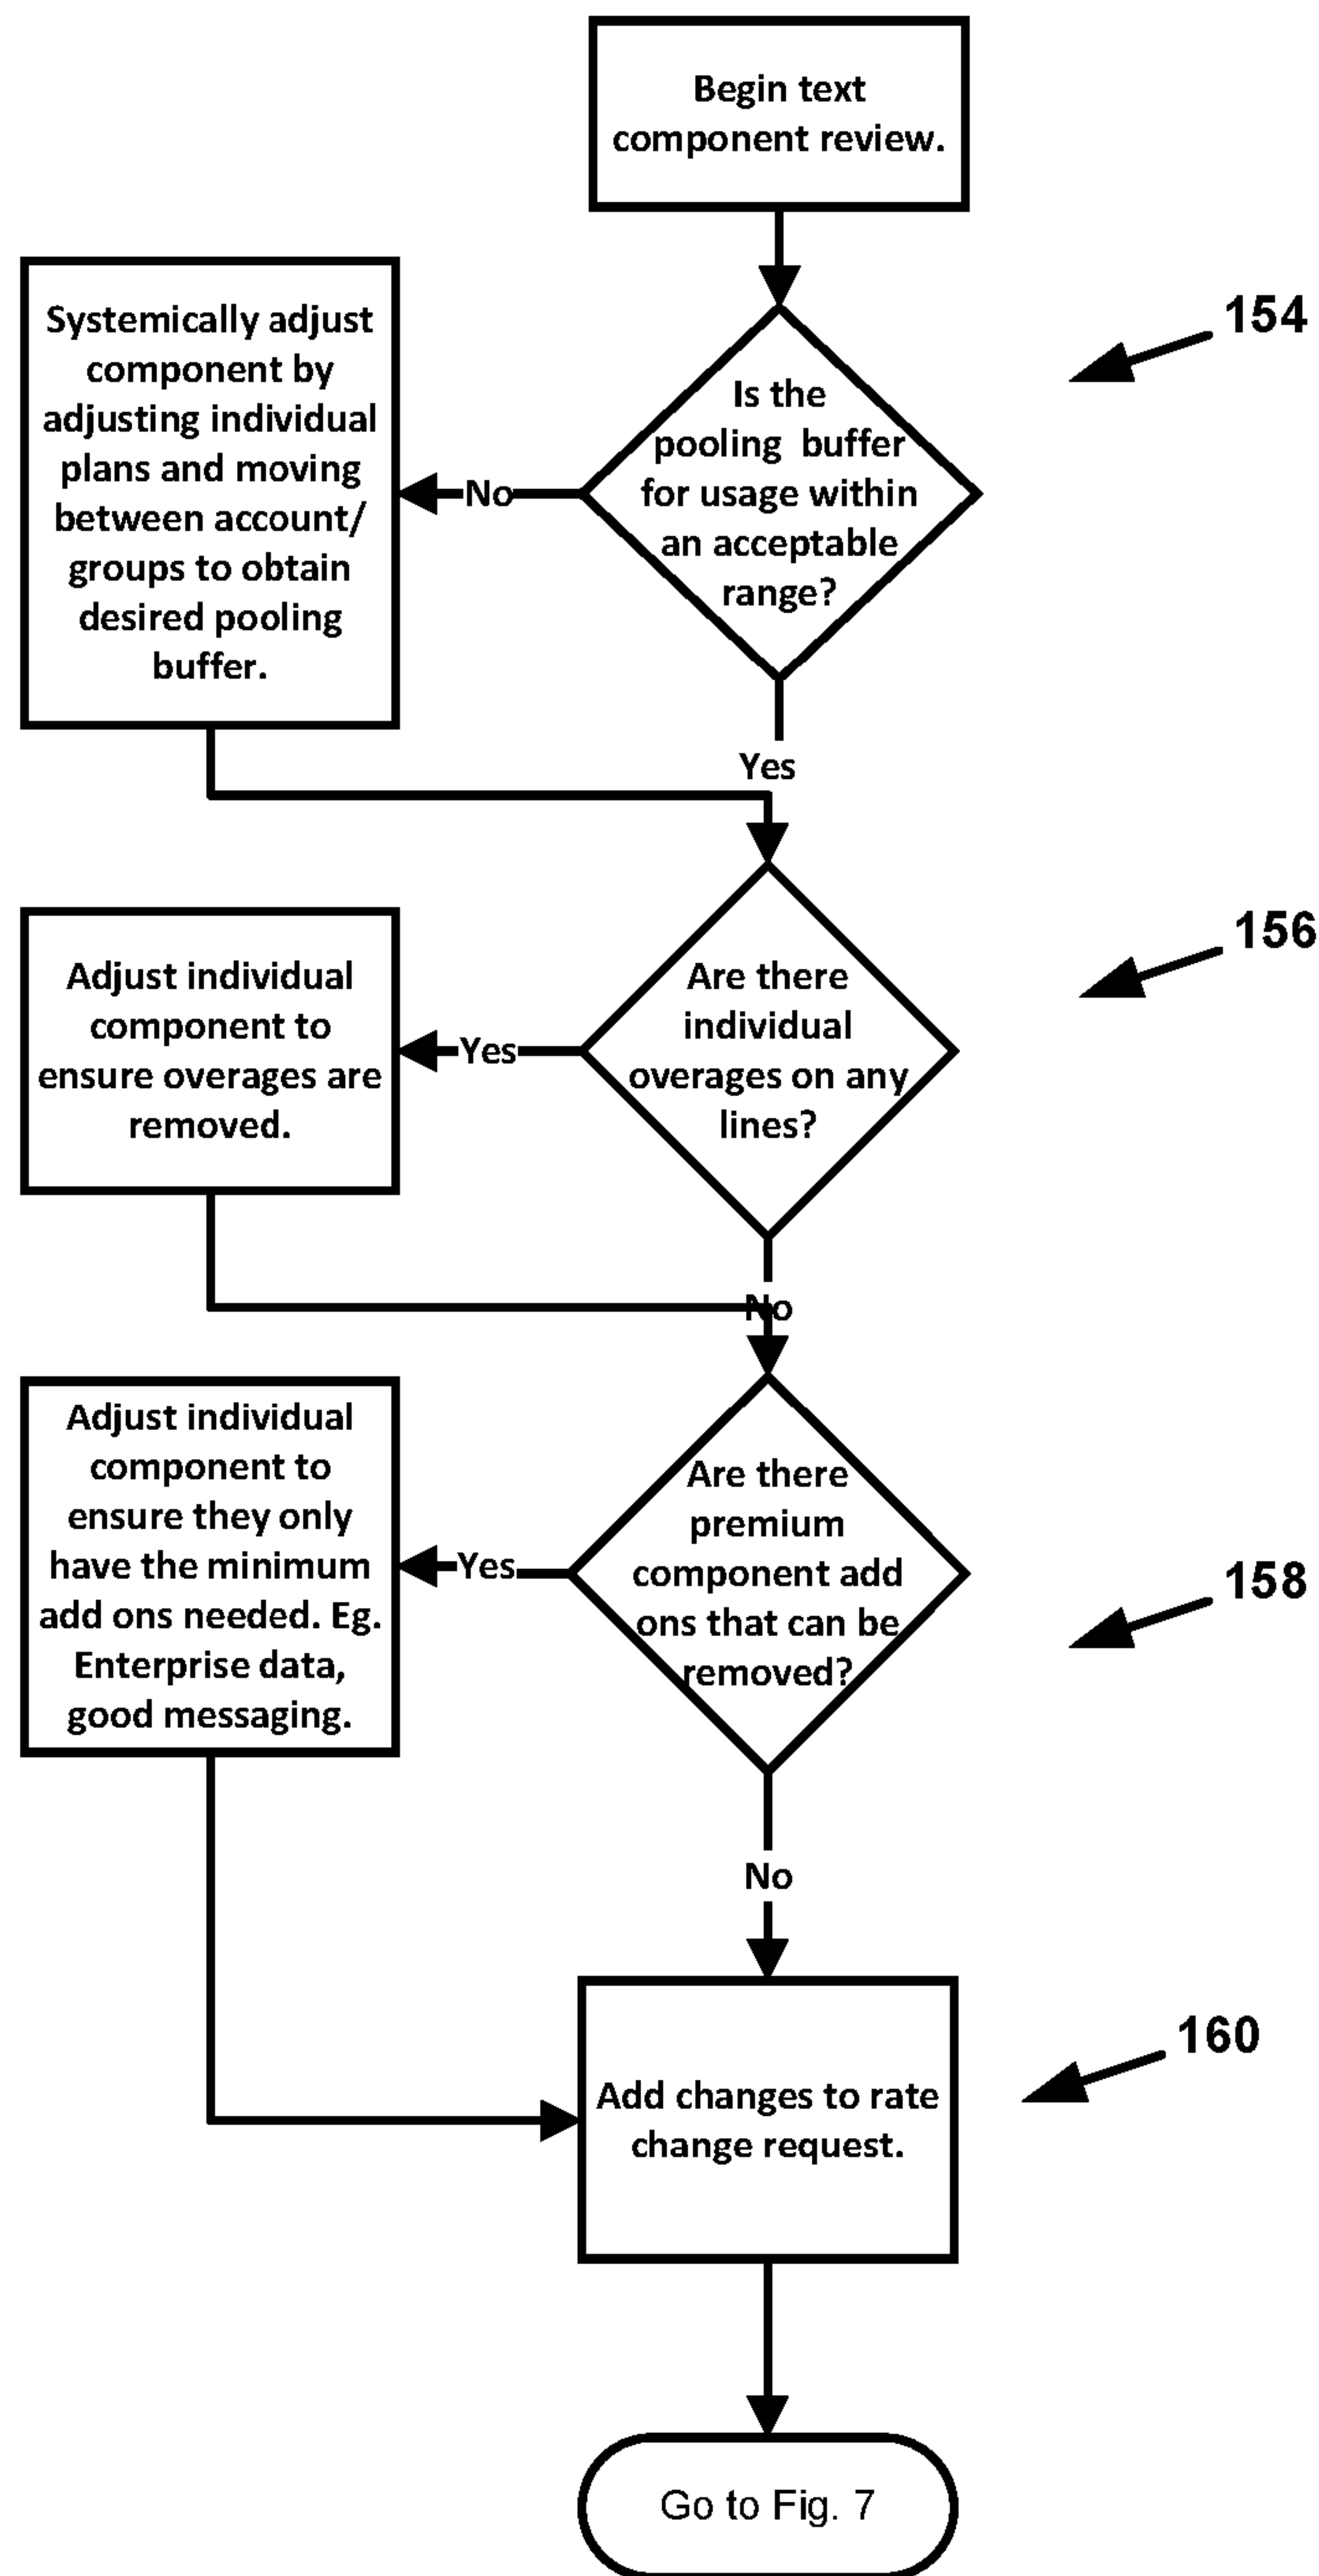 Begin text
component review.
154
Systemically adjust
component by
adjusting individual
plans and moving
between account/
groups to obtain
desired pooling
buffer.
No
Is the
pooling buffer
for usage within
an acceptable
range?
Yes
156
Adjust individual
component to
ensure overages are
removed.
Yes
Are there
individual
overages on any
lines?
No
158
Adjust individual
component to
ensure they only
have the minimum
add ons needed. Eg.
Enterprise data,
good messaging.
Yes
Are there
premium
component add
ons that can be
removed?
No
160
Add changes to rate
change request.
Go to Fig. 7